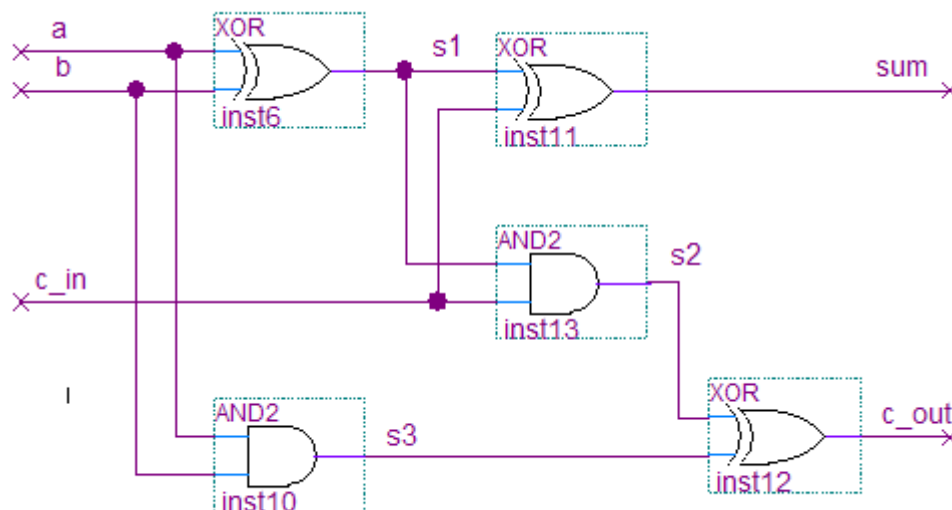 a
XOR
s1
XOR
sum
b
inst6
inst11
AND2
s2
c_in
inst13
XOR
c_out
AND2
s3
inst12
inst10